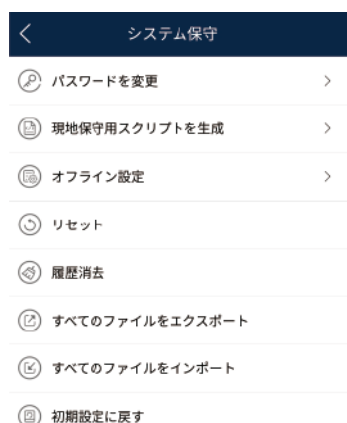 システム保守
パスワードを変更
現地保守用スクリプトを生成
オフライン設定
リセット
履歴消去
すべてのファイルをエクスポート
すべてのファイルをインポート
初期設定に戻す